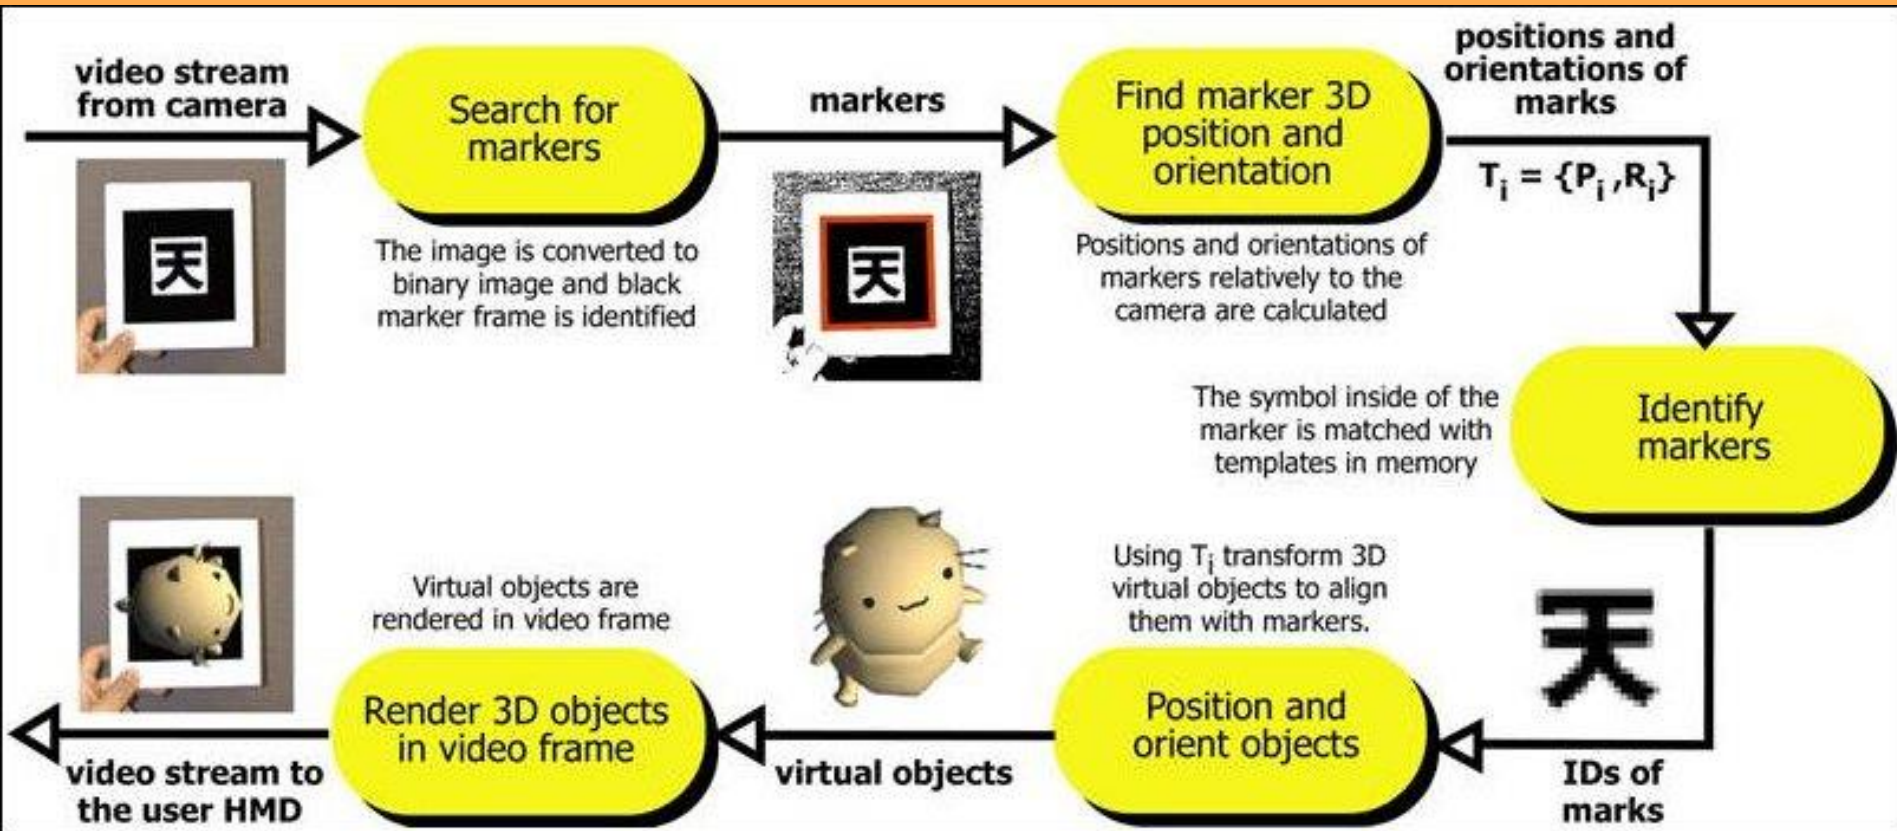 video stream
from camera
Search for
markers
The image is converted to
binary image and black
marker frame is identified
天
markers
天
Find marker 3D
position and
orientation
Positions and orientations of
markers relatively to the
camera are calculated
positions and
orientations of
marks
Tᵢ = {Pᵢ,Rᵢ}
Identify
markers
The symbol inside of the
marker is matched with
templates in memory
天
IDs of
marks
Using Tᵢ transform 3D
virtual objects to align
them with markers.
Position and
orient objects
virtual objects
Virtual objects are
rendered in video frame
Render 3D objects
in video frame
video stream to
the user HMD